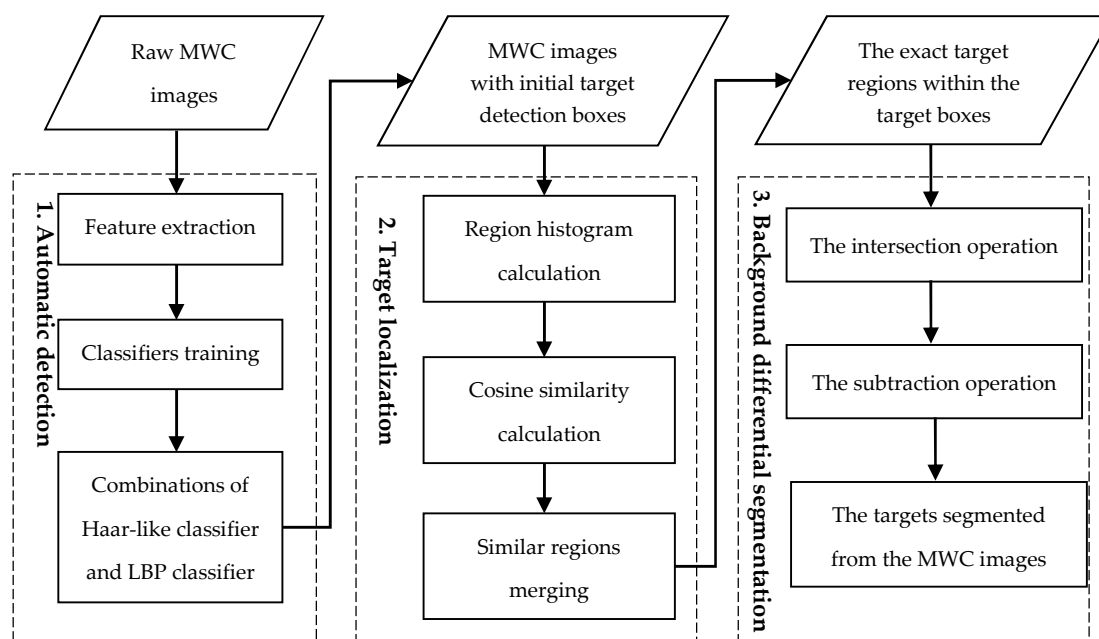 Raw MWC
images
1. Automatic detection
Feature extraction
Classifiers training
Combinations of
Haar-like classifier
and LBP classifier
MWC images
with initial target
detection boxes
2. Target localization
Region histogram
calculation
Cosine similarity
calculation
Similar regions
merging
The exact target
regions within the
target boxes
3. Background differential segmentation
The intersection operation
The subtraction operation
The targets segmented
from the MWC images